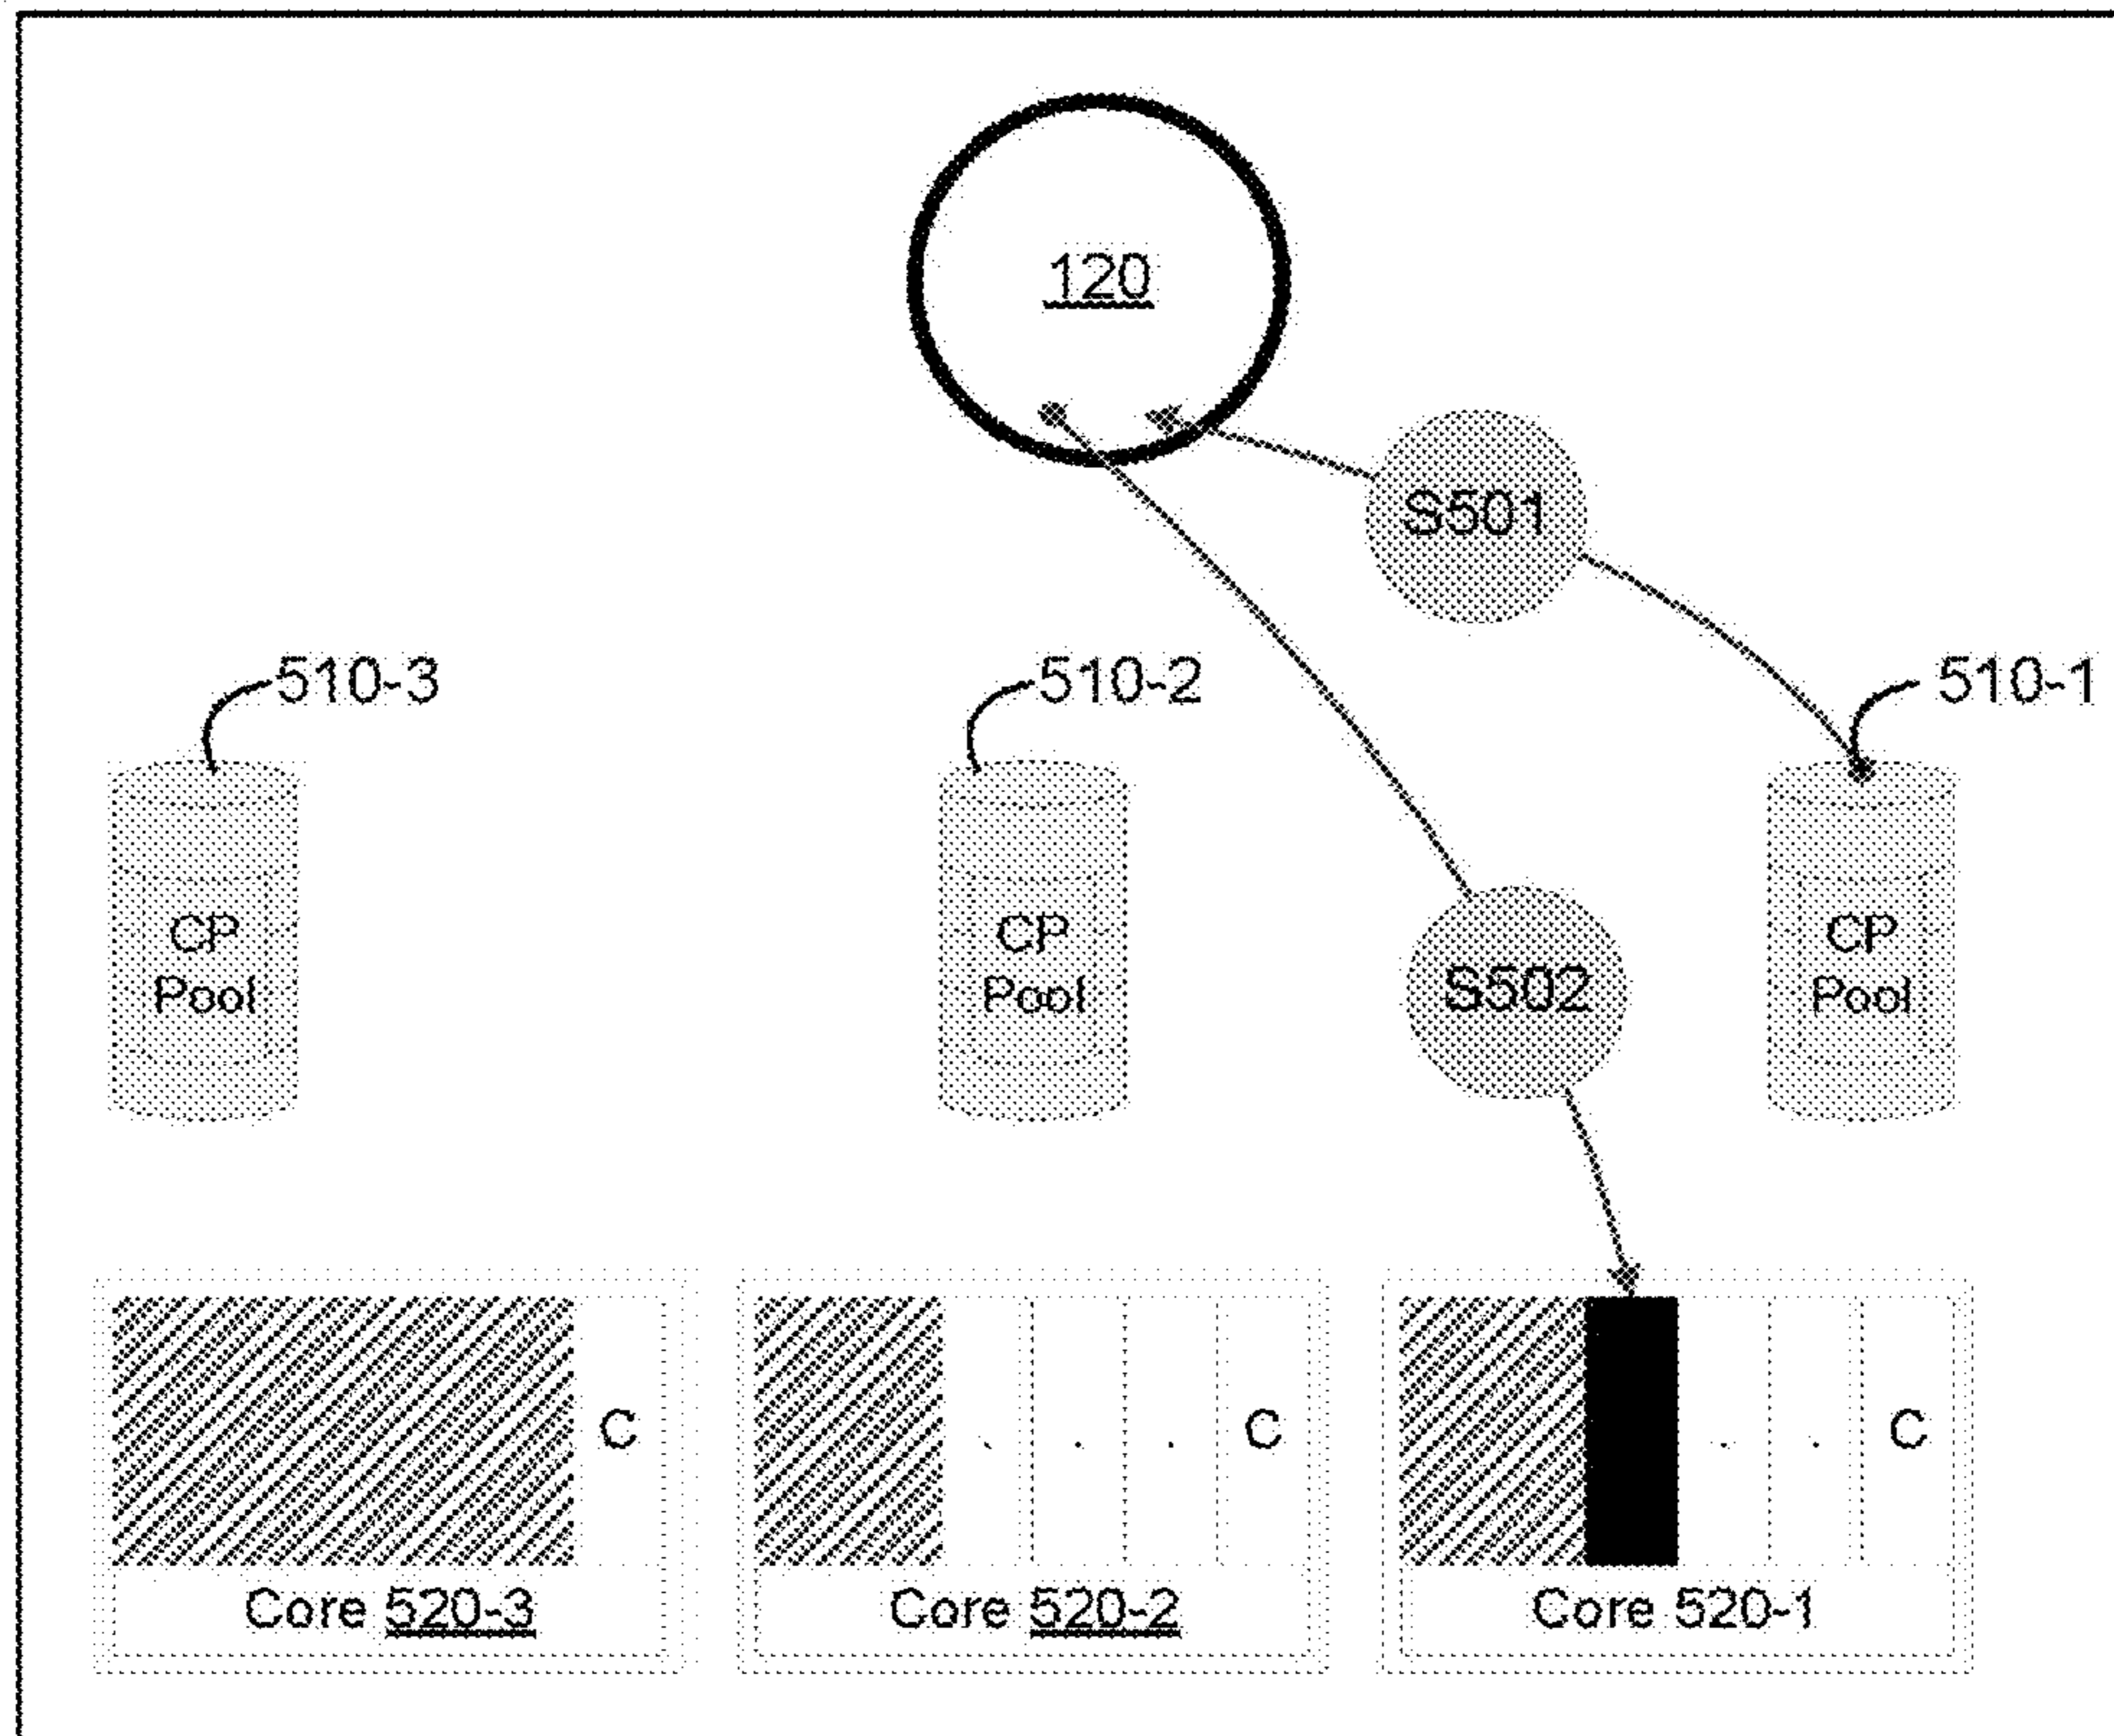 120
S501
510-3
510-2
510-1
CP
Pool
CP
Pool
CP
Pool
S502
C
. . . C
. . C
Core 520-3
Core 520-2
Core 520-1